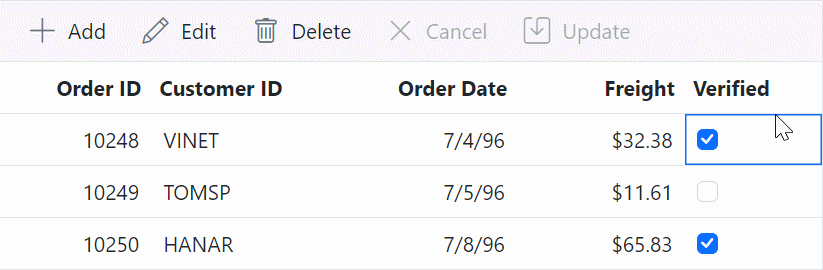 Add Edit Delete Cancel Update
Order ID Customer ID Order Date Freight Verified
10248 VINET 7/4/96 $32.38
10249 TOMSP 7/5/96 $11.61
10250 HANAR 7/8/96 $65.83